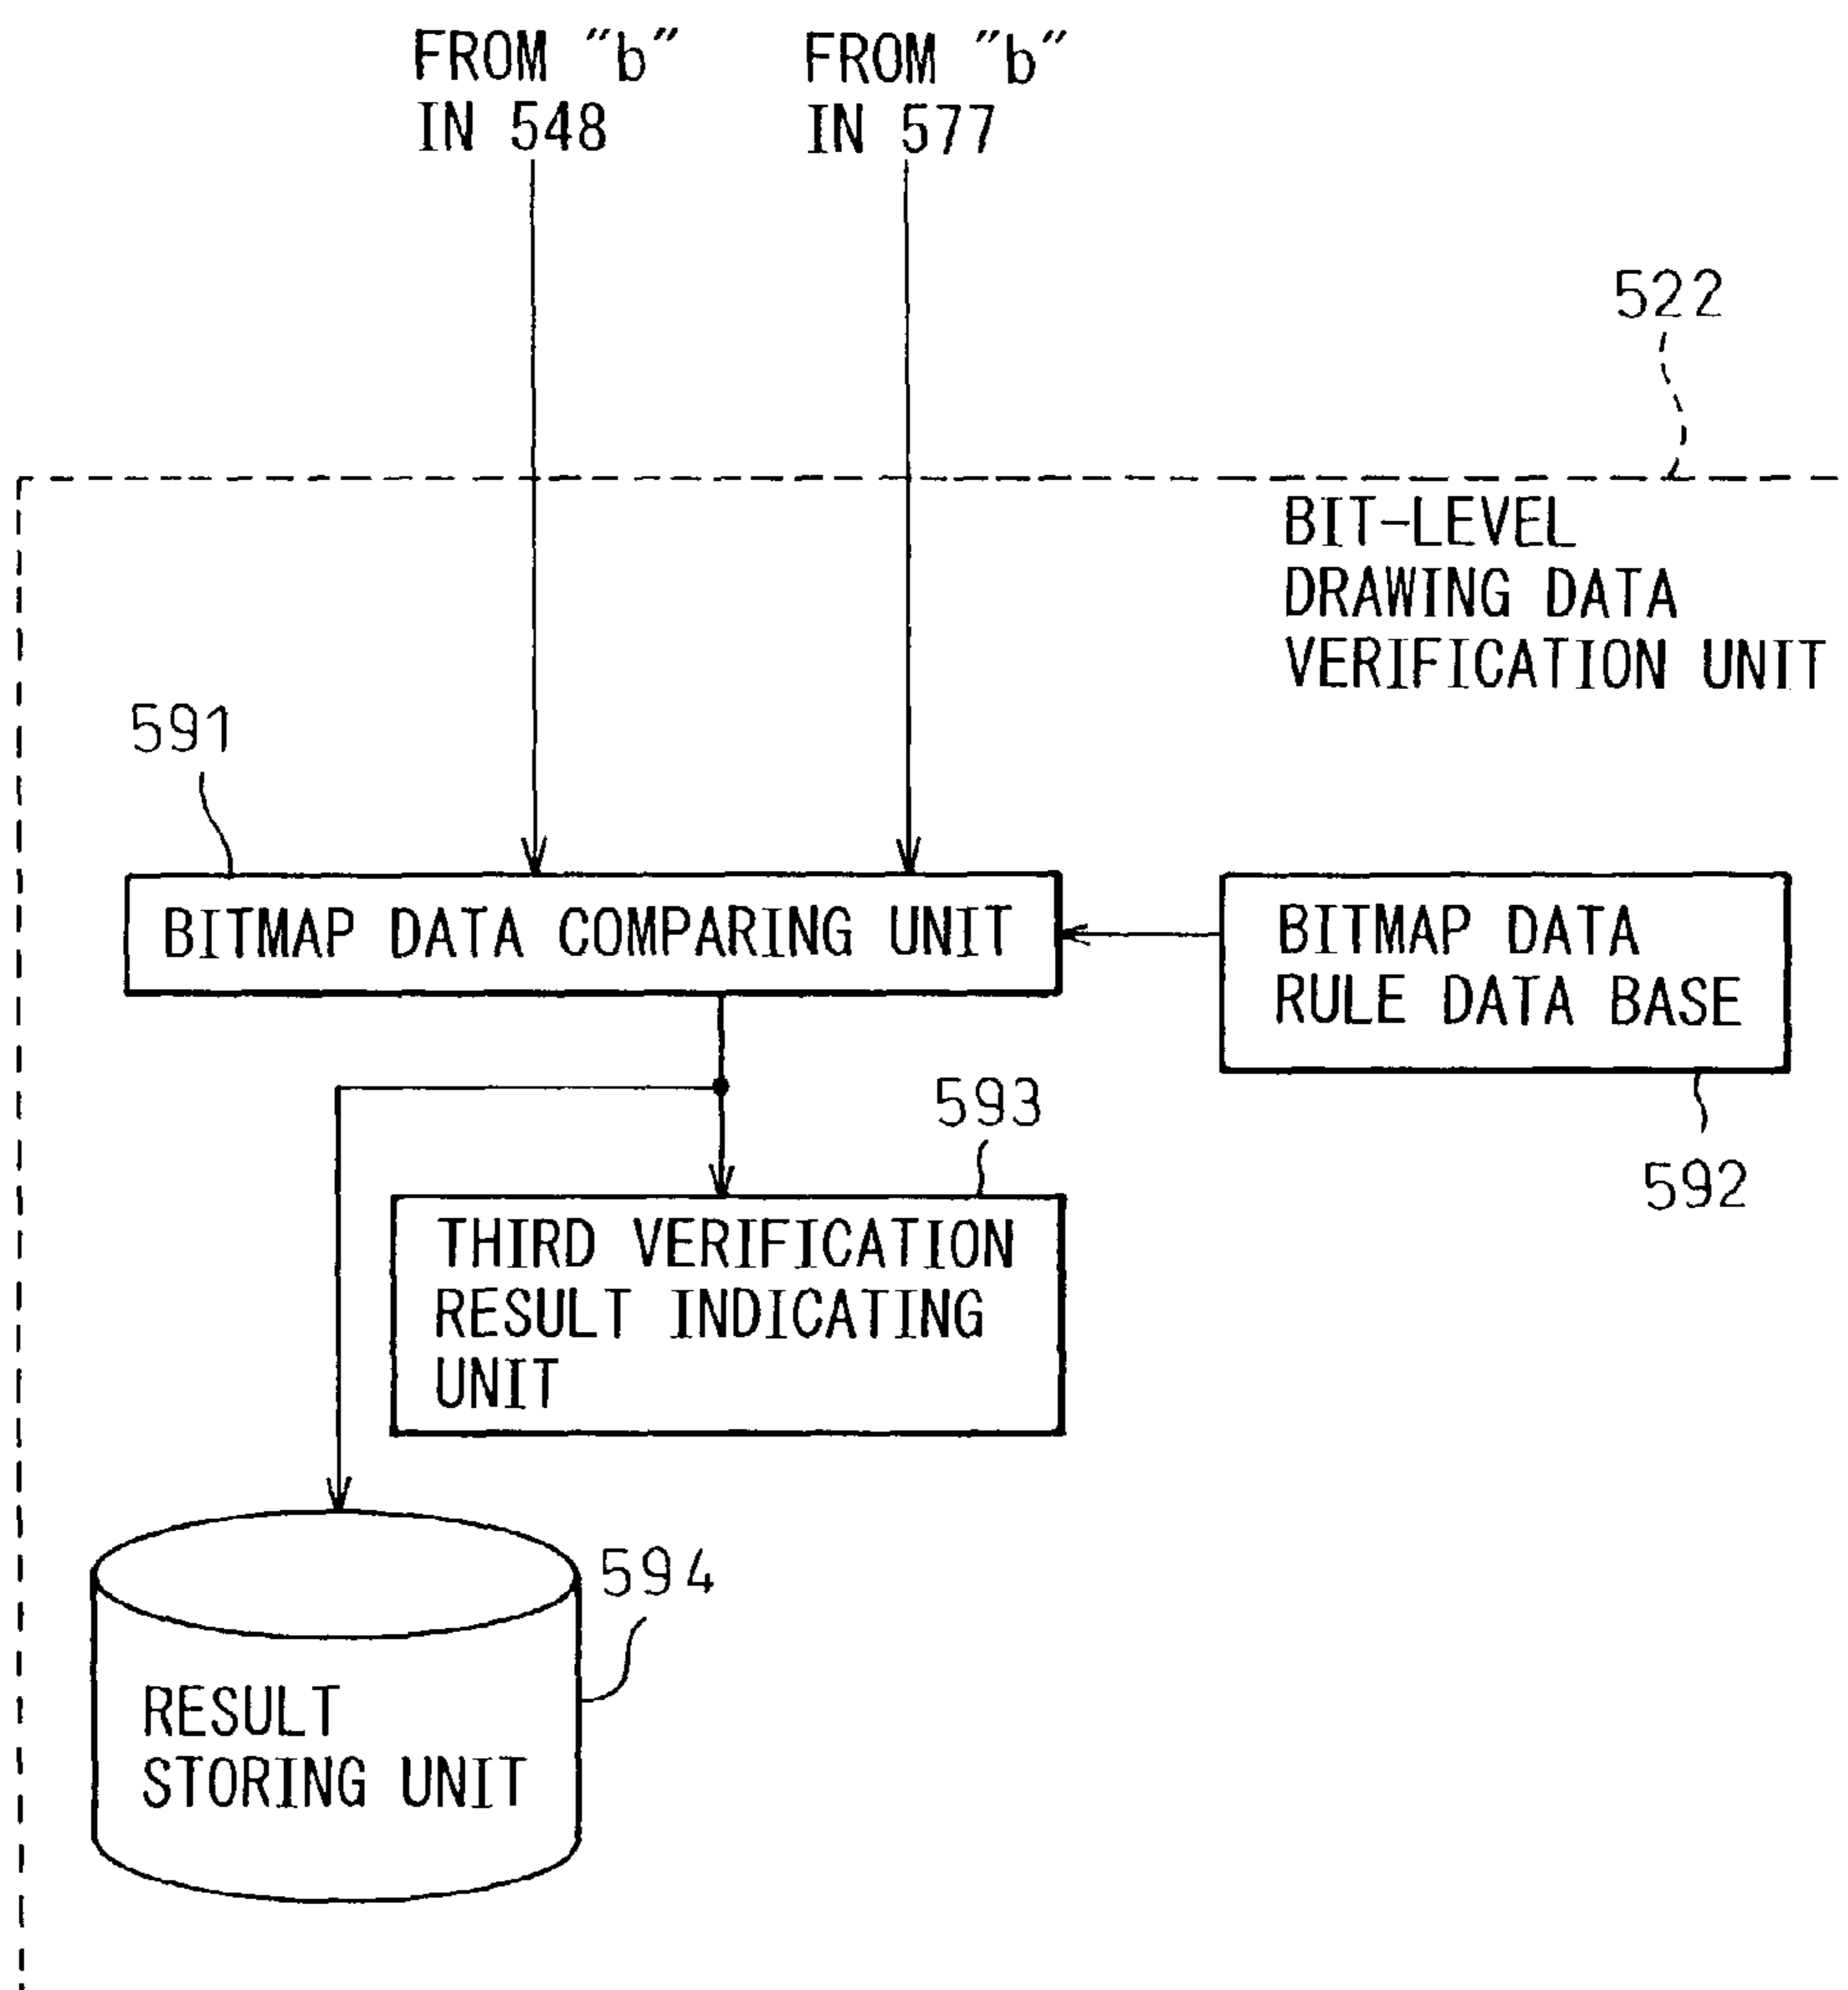 FROM "b"
IN 548
FROM "b"
IN 577
522
BIT-LEVEL
DRAWING DATA
VERIFICATION UNIT
591
BITMAP DATA COMPARING UNIT
BITMAP DATA
RULE DATA BASE
592
593
THIRD VERIFICATION
RESULT INDICATING
UNIT
594
RESULT
STORING UNIT